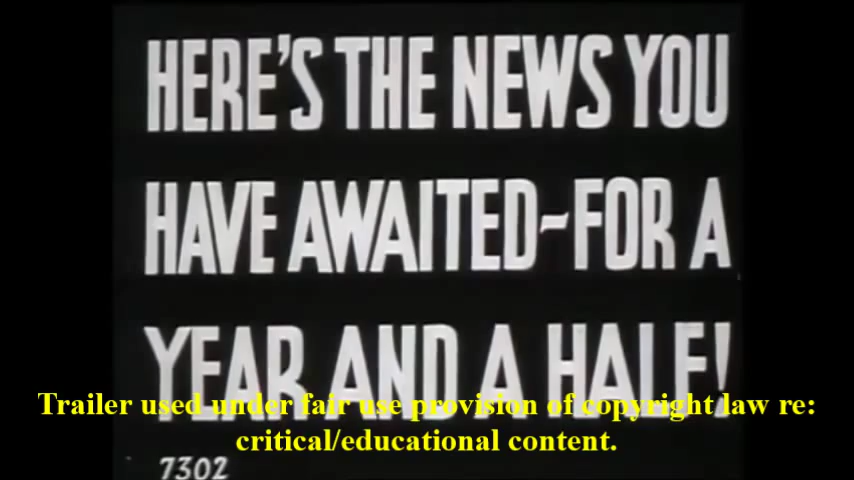 HERE'S THE NEWS YOU
HAVE AWAITED~FOR A
YEAR AND A HALF!
Trailer used under fair use provision of copyright law re:
critical/educational content.
7302